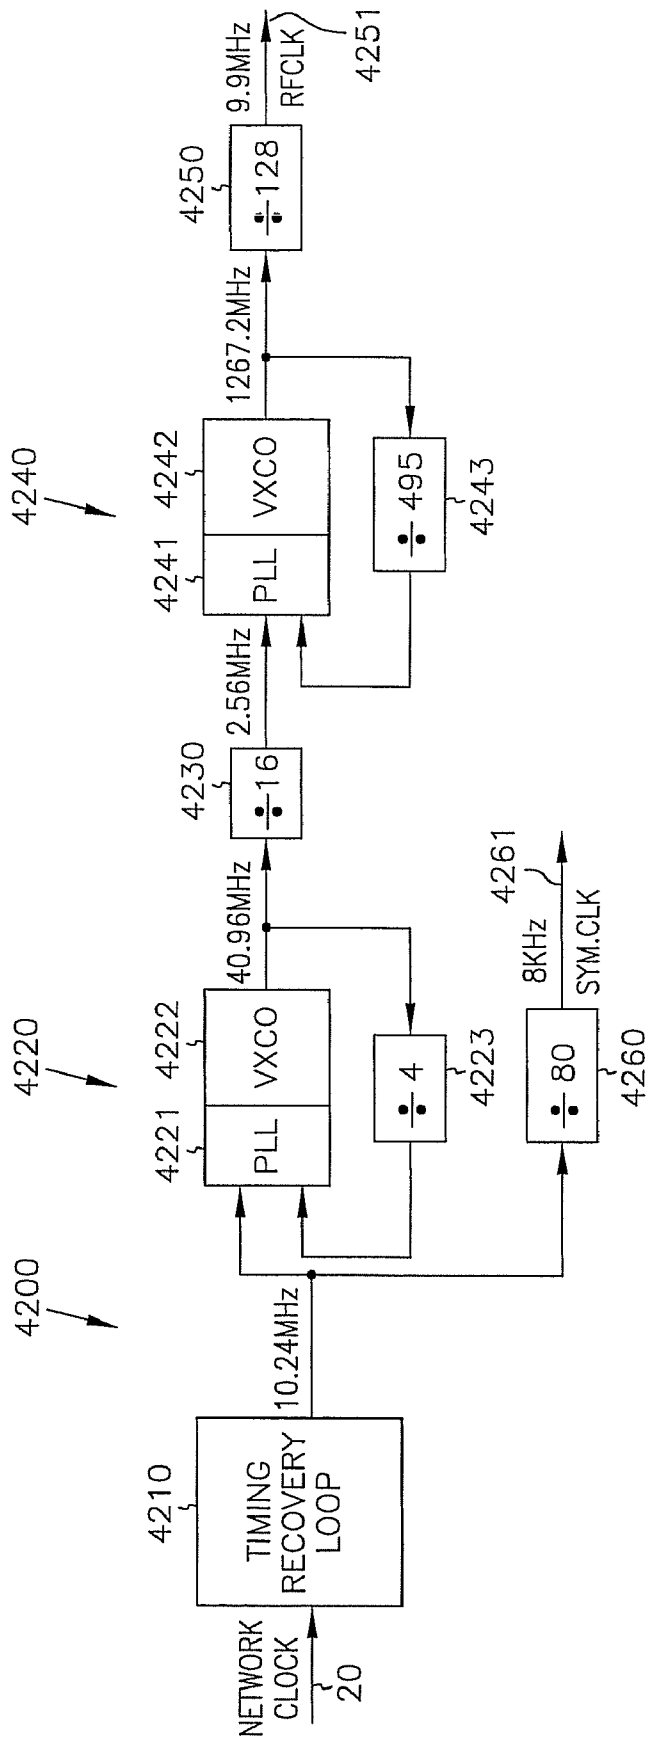 4200
NETWORK
CLOCK
20
4210
TIMING
RECOVERY
LOOP
10.24MHz
4220
4221
4222
PLL
VXCO
40.96MHz
÷4
4223
÷80
4260
8KHz
SYM.CLK
4261
4230
÷16
2.56MHz
4240
4241
4242
PLL
VXCO
1267.2MHz
÷495
4243
4250
÷128
9.9MHz
RFCLK
4251